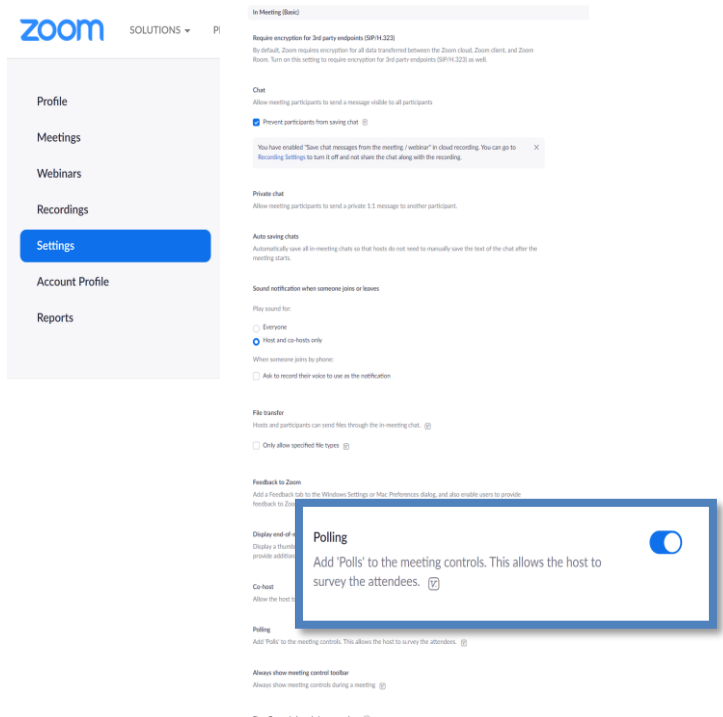 zoom SOLUTIONS
Profile
Meetings
Webinars
Recordings
Settings
Account Profile
Reports
In Meeting (Basic)
Require encryption for 3rd party endpoints (SIP/H.323)
By default, Zoom requires encryption for all data transferred between the Zoom cloud, Zoom client, and Zoom
Room. Turn on this setting to require encryption for 3rd party endpoints (SIP/H.323) as well.
Chat
Allow meeting participants to send a message visible to all participants
Prevent participants from saving chat
You have enabled "Save chat messages from the meeting / webinar" in cloud recording. You can go to
Recording Settings to turn it off and not share the chat along with the recording.
Private chat
Allow meeting participants to send a private 1:1 message to another participant.
Auto saving chats
Automatically save all in-meeting chats so that hosts do not need to manually save the text of the chat after the
meeting starts.
Sound notification when someone joins or leaves
Play sound for:
Everyone
Host and co-hosts only
When someone joins by phone:
Ask to record their voice to use as the notification
File transfer
Hosts and participants can send files through the in-meeting chat.
Only allow specified file types
Feedback to Zoom
Add a Feedback tab to the Windows Settings or Mac Preferences dialog, and also enable users to provide
feedback to
Display
Display a
provide
Co-host
Allow the host
Polling
Add 'Polls' to the meeting controls. This allows the host to
survey the attendees.
Polling
Add 'Polls' to the meeting controls. This allows the host to survey the attendees.
Always show meeting control toolbar
Always show meeting controls during a meeting